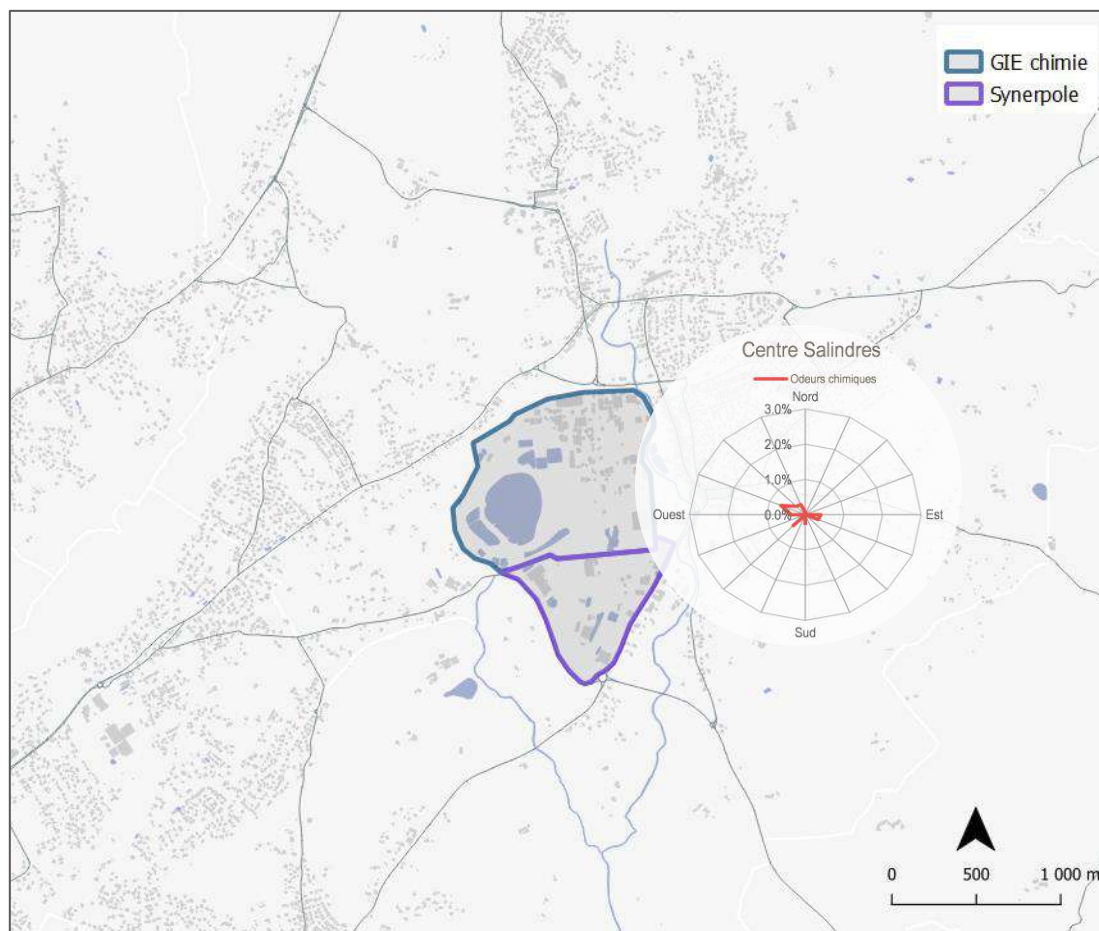 GIE chimie
Synerpole
Centre Salindres
Odeurs chimiques
Nord
3.0%
2.0%
1.0%
0.0%
Ouest
Est
Sud
0 500 1 000 m